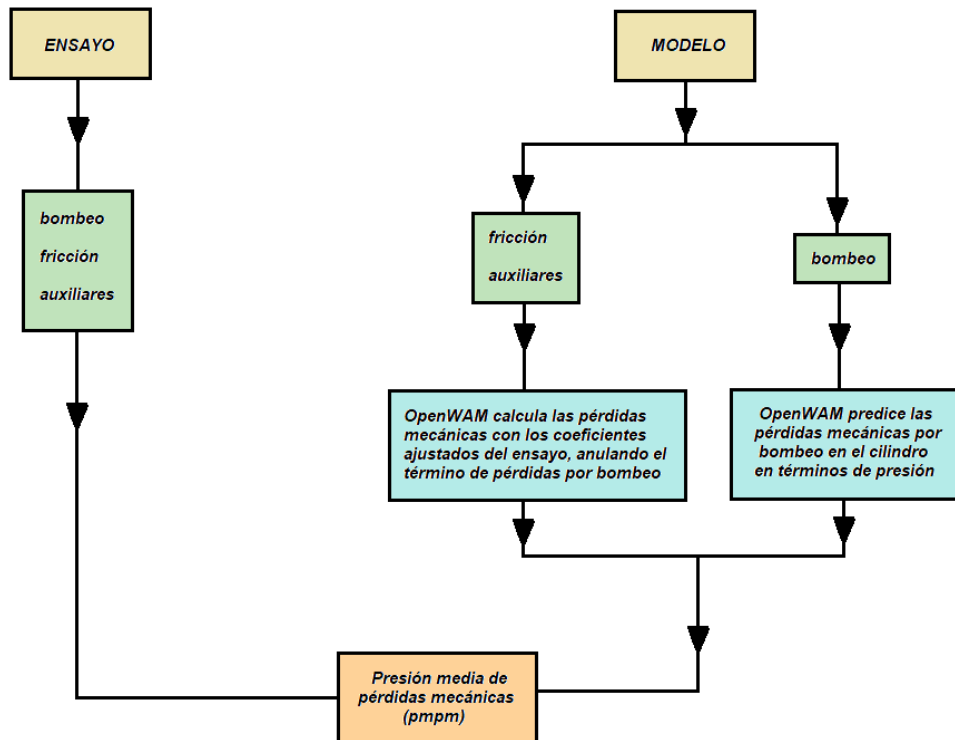 ENSAYO
MODELO
bombeo
fricción
auxiliares
fricción
auxiliares
bombeo
OpenWAM calcula las pérdidas
mecánicas con los coeficientes
ajustados del ensayo, anulando el
término de pérdidas por bombeo
OpenWAM predice las
pérdidas mecánicas por
bombeo en el cilindro
en términos de presión
Presión media de
pérdidas mecánicas
(pmpm)